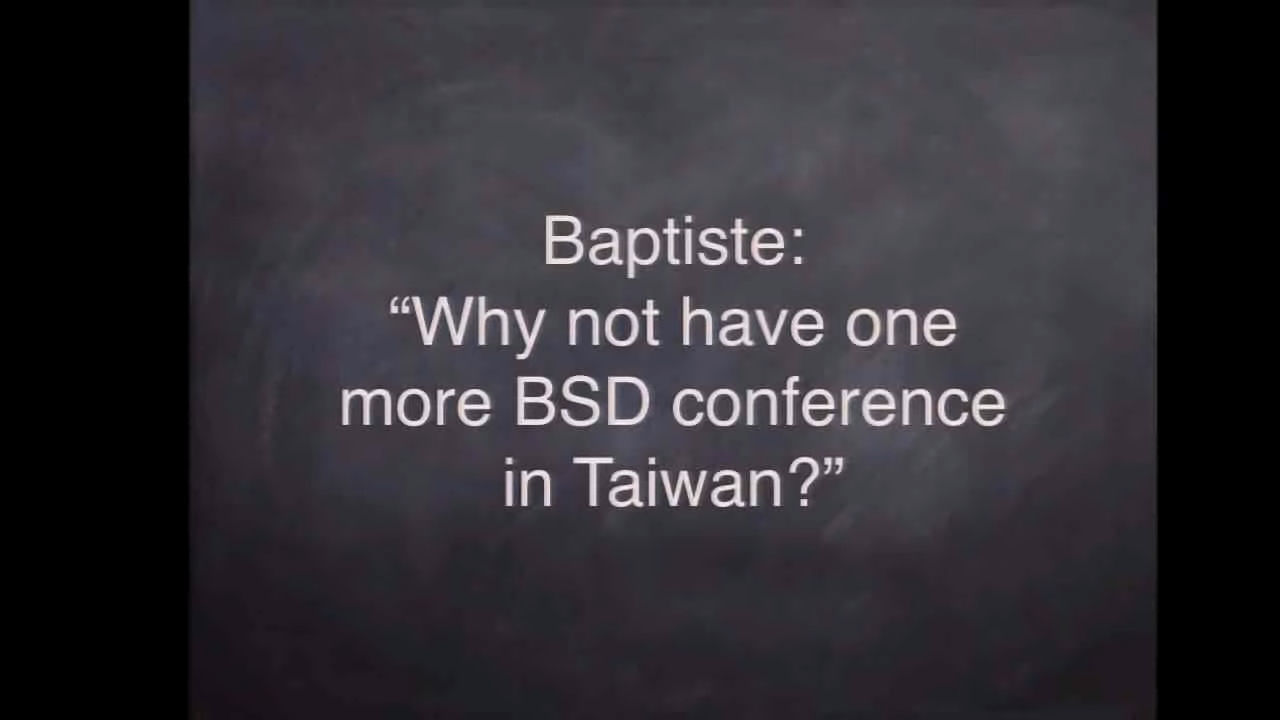 Baptiste:
“Why not have one
more BSD conference
in Taiwan?”